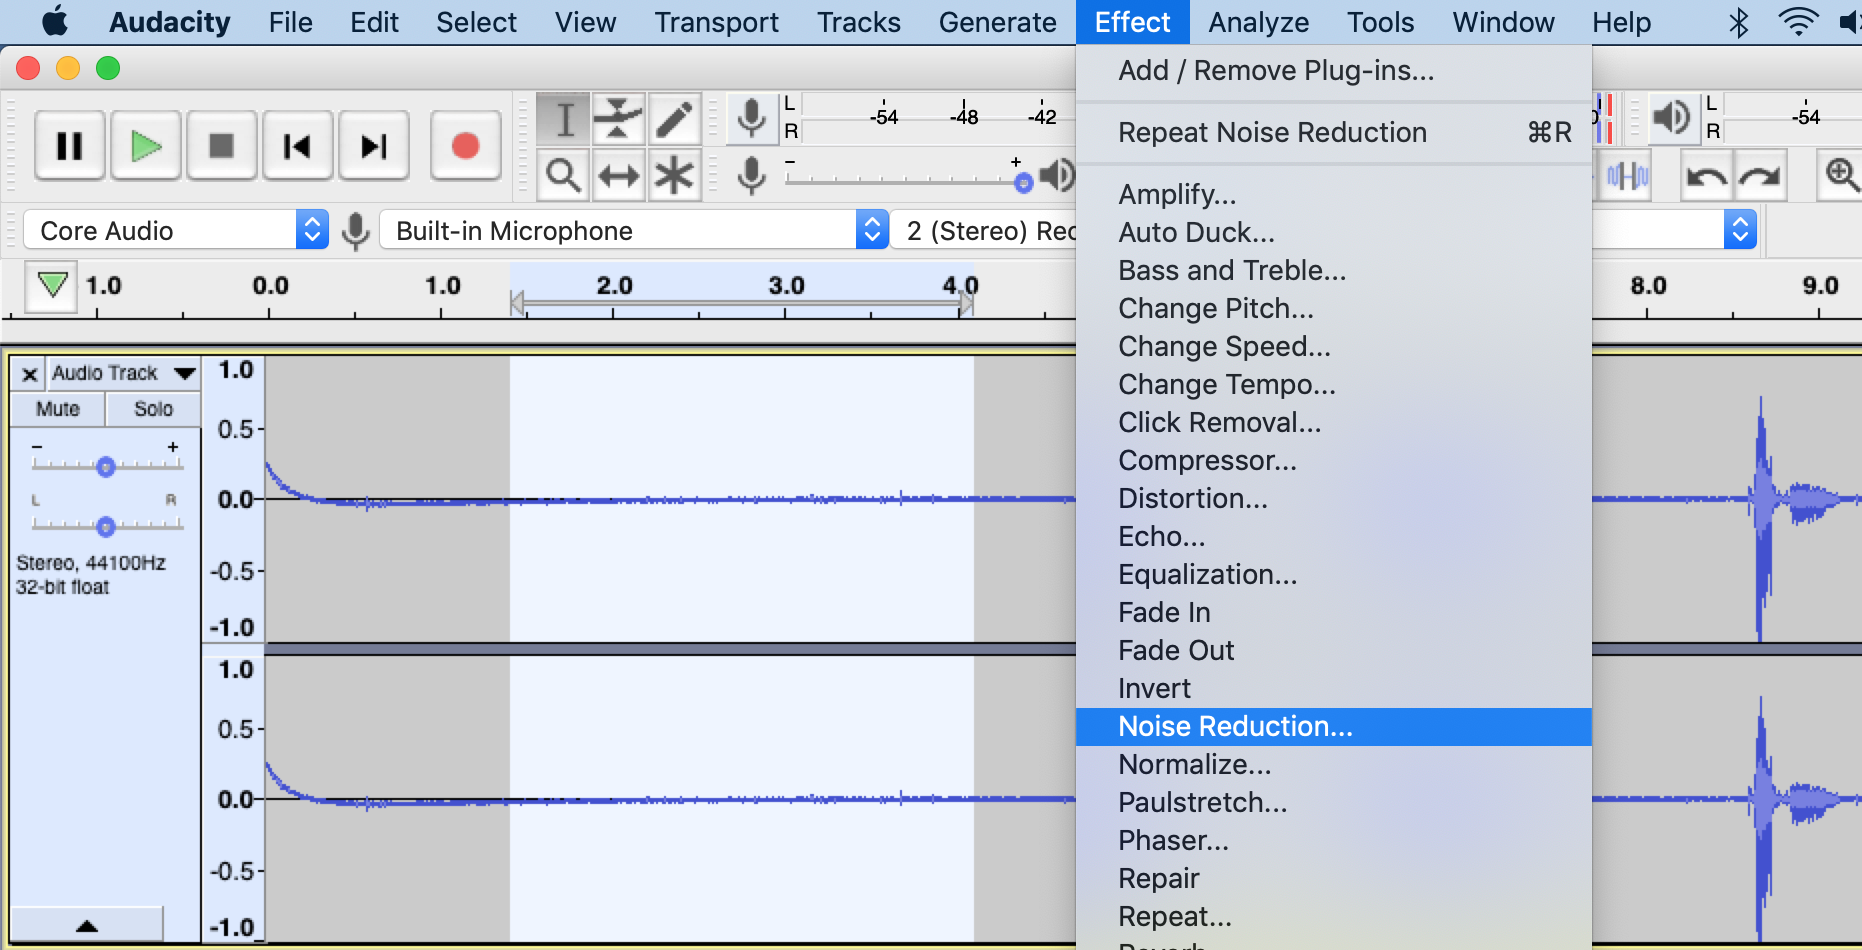 Audacity File Edit Select View Transport Tracks Generate Effect Analyze Tools Window Help
Add / Remove Plug-ins...
Repeat Noise Reduction ⌘R
L
R
-54 -48 -42
L
R
-54
- +
Core Audio
Built-in Microphone
2 (Stereo) Rec
1.0 0.0 1.0 2.0 3.0 4.0 8.0 9.0
Amplify...
Auto Duck...
Bass and Treble...
Change Pitch...
Change Speed...
Change Tempo...
Click Removal...
Compressor...
Distortion...
Echo...
Equalization...
Fade In
Fade Out
Invert
Noise Reduction...
Normalize...
Paulstretch...
Phaser...
Repair
Repeat...
Audio Track
Mute Solo
- +
L R
Stereo, 44100Hz
32-bit float
1.0
0.5
0.0
-0.5
-1.0
1.0
0.5
0.0
-0.5
-1.0